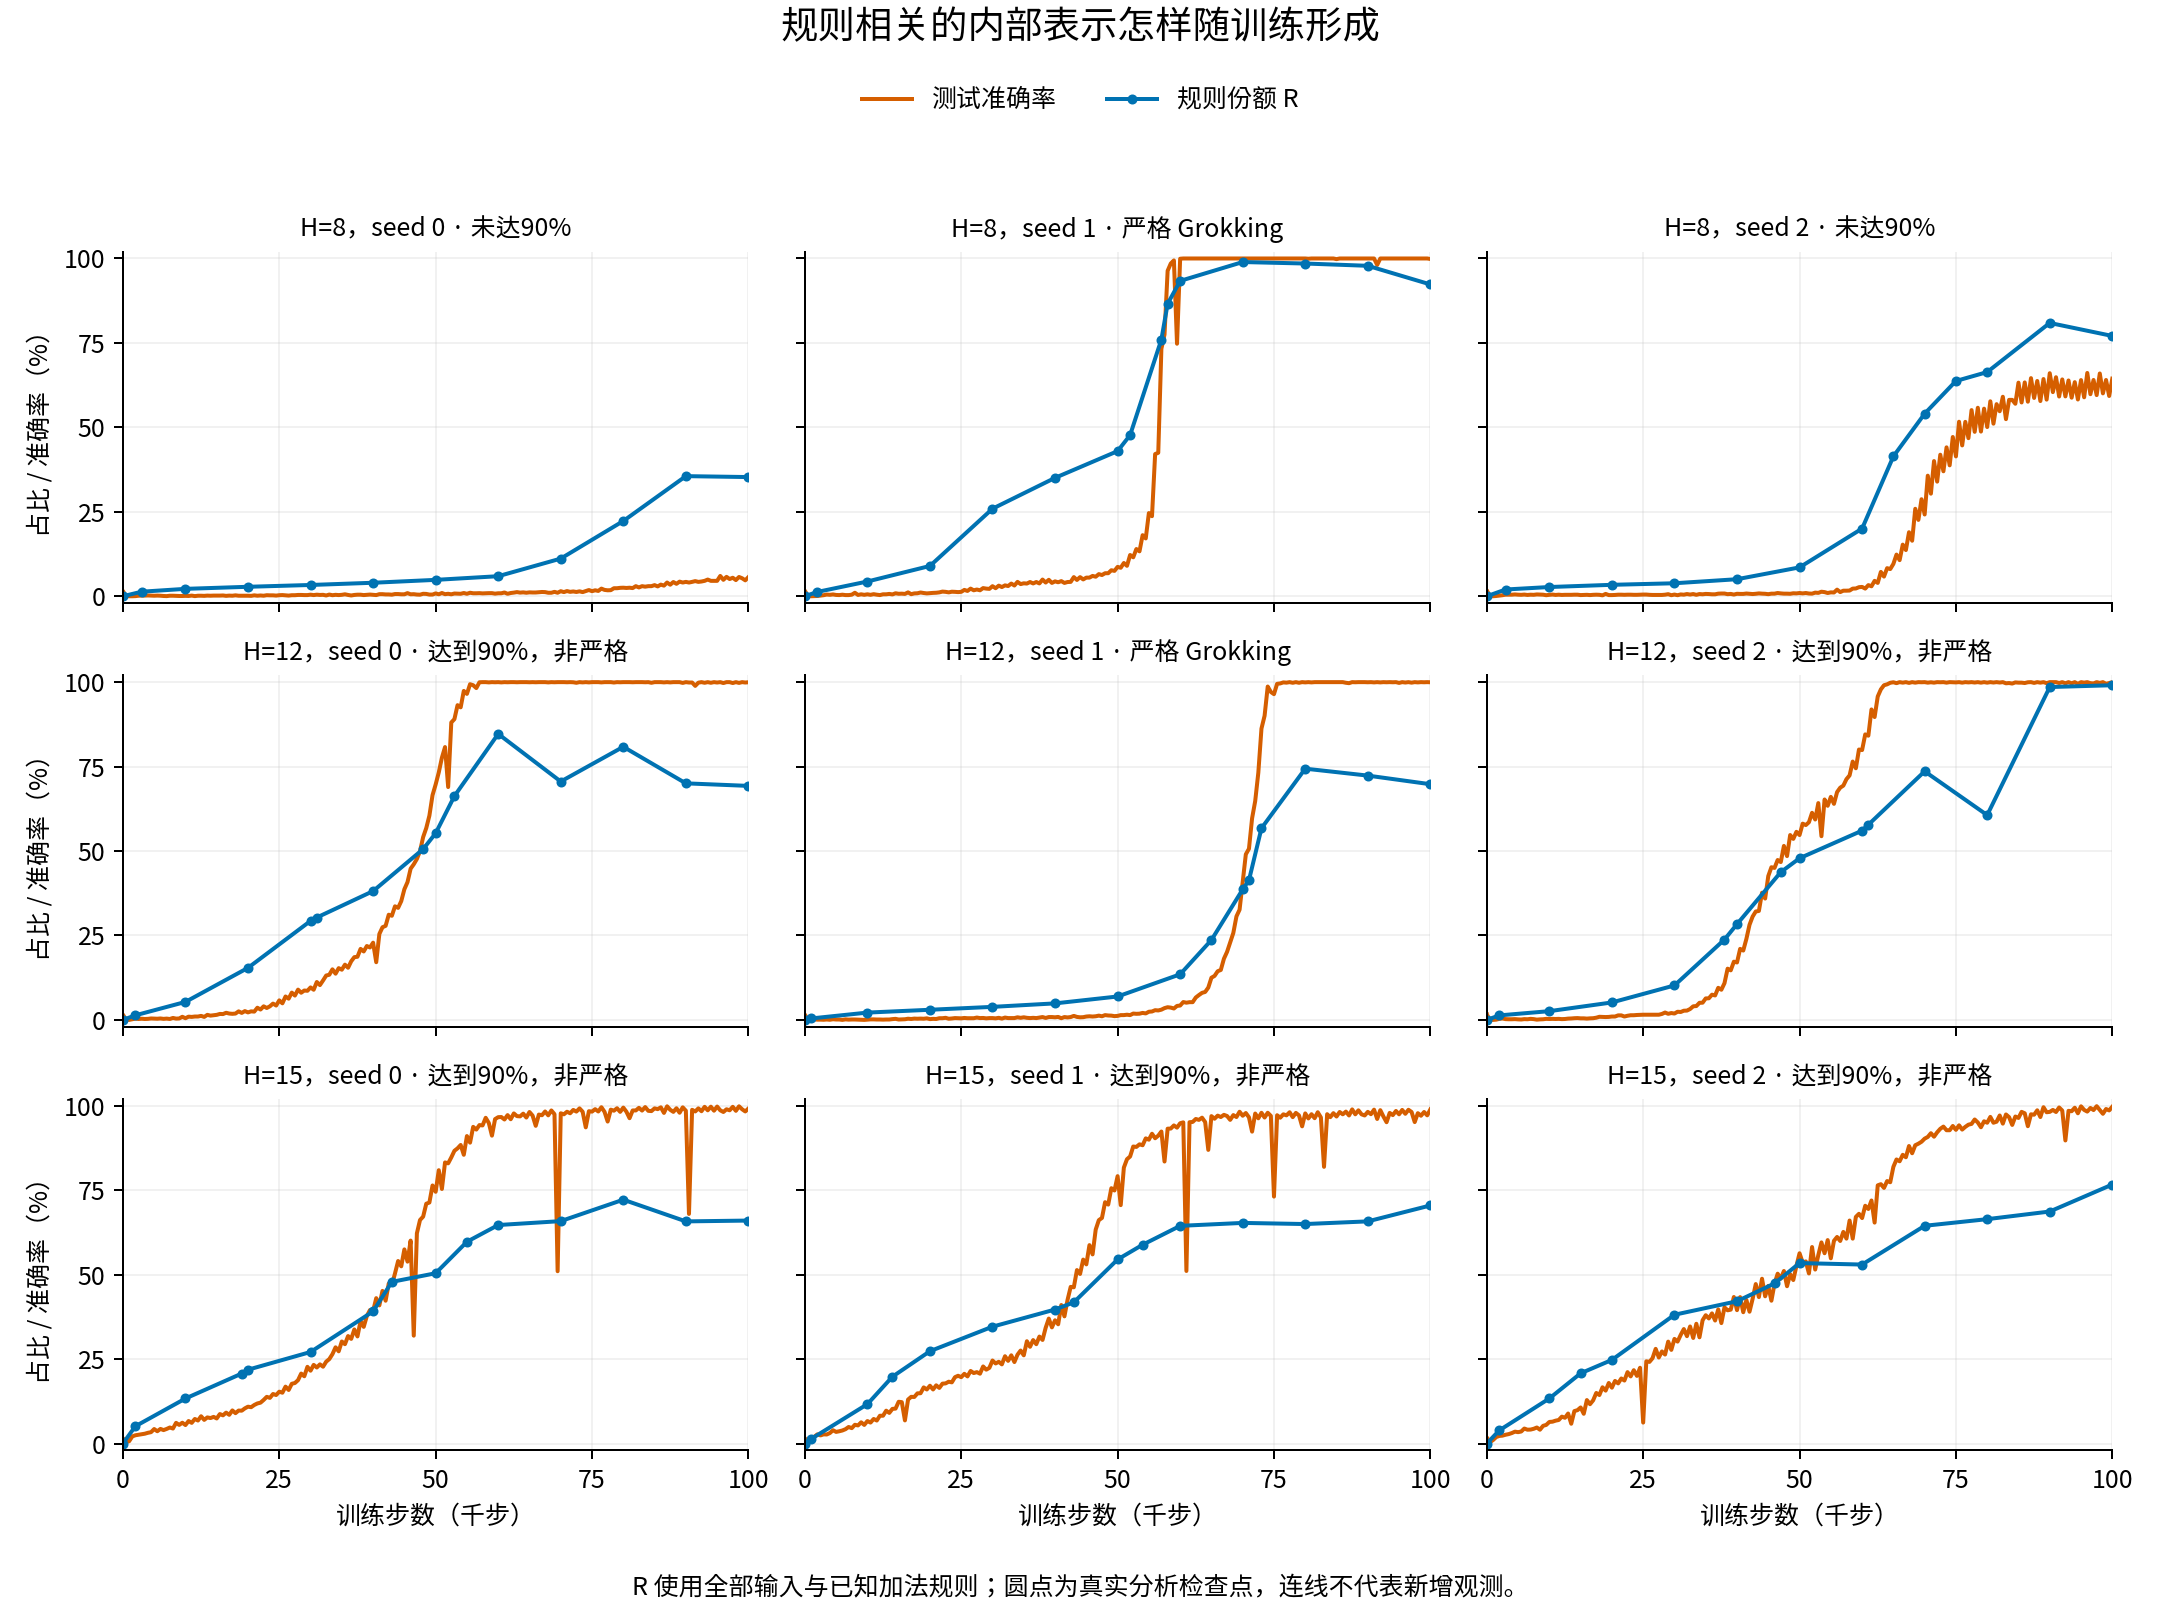 规则相关的内部表示怎样随训练形成
测试准确率 规则份额 R
H=8，seed 0 · 未达90%
H=8，seed 1 · 严格 Grokking
H=8，seed 2 · 未达90%
占比 / 准确率（%）
100
75
50
25
0
H=12，seed 0 · 达到90%，非严格
H=12，seed 1 · 严格 Grokking
H=12，seed 2 · 达到90%，非严格
占比 / 准确率（%）
100
75
50
25
0
H=15，seed 0 · 达到90%，非严格
H=15，seed 1 · 达到90%，非严格
H=15，seed 2 · 达到90%，非严格
占比 / 准确率（%）
100
75
50
25
0
0 25 50 75 100
0 25 50 75 100
0 25 50 75 100
训练步数（千步）
训练步数（千步）
训练步数（千步）
R 使用全部输入与已知加法规则；圆点为真实分析检查点，连线不代表新增观测。